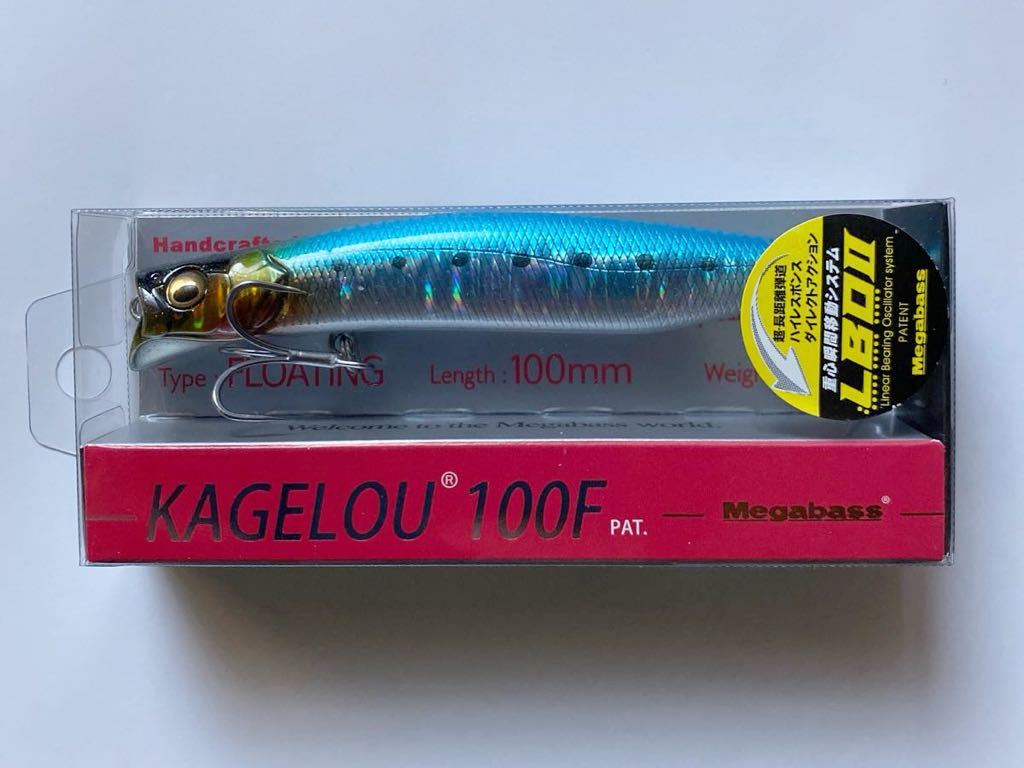 Handcraft
Type : FLOATING Length : 100mm Weig
Welcome to the Megabass world.
KAGELOU® 100F PAT. Megabass®
超・長距離弾道
ハイレスポンス
ダイレクトアクション
重心瞬間移動システム
LBOII
Linear Bearing Oscillator system.
PATENT
Megabass